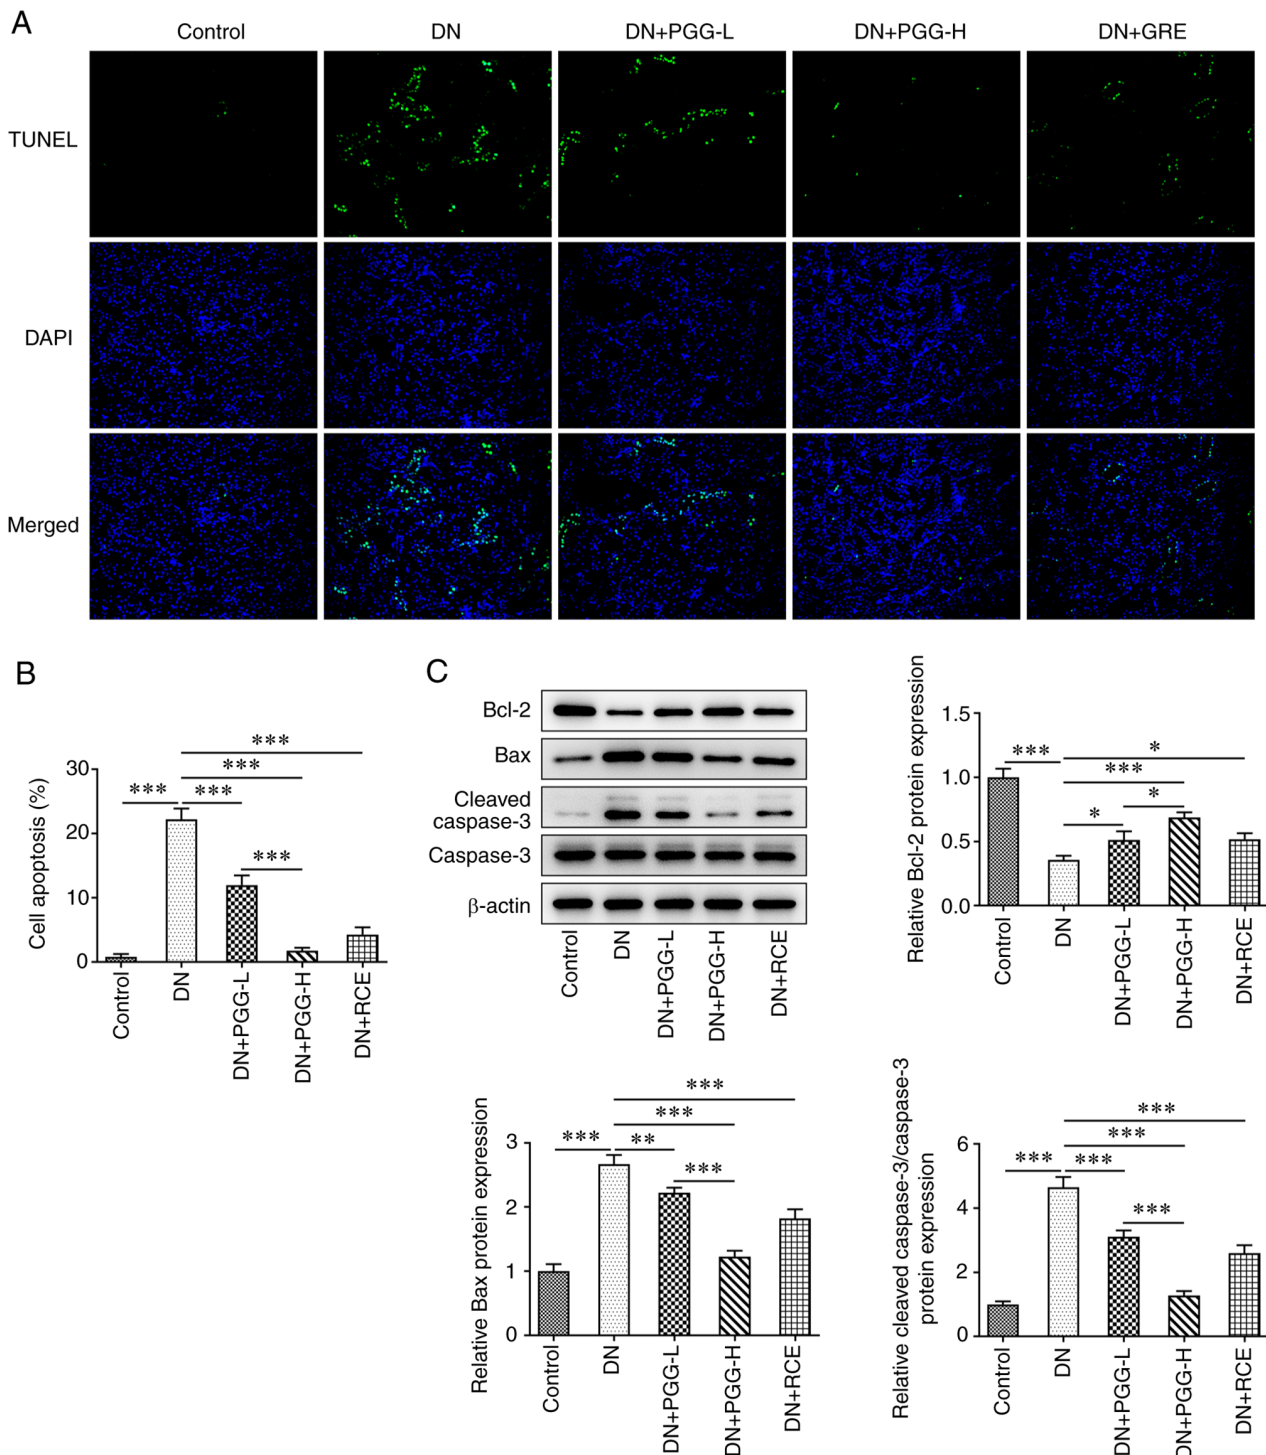 A
Control DN DN+PGG-L DN+PGG-H DN+GRE
TUNEL
DAPI
Merged
B
Cell apoptosis (%)
30
20
10
0
***
***
*** ***
***
Control
DN
DN+PGG-L
DN+PGG-H
DN+RCE
C
Bcl-2
Bax
Cleaved
caspase-3
Caspase-3
β-actin
Control
DN
DN+PGG-L
DN+PGG-H
DN+RCE
Relative Bcl-2 protein expression
1.5
1.0
0.5
0.0
*** *
***
*
*
Control
DN
DN+PGG-L
DN+PGG-H
DN+RCE
Relative Bax protein expression
3
2
1
0
***
***
*** **
***
Control
DN
DN+PGG-L
DN+PGG-H
DN+RCE
Relative cleaved caspase-3/caspase-3
protein expression
6
4
2
0
***
***
*** ***
***
Control
DN
DN+PGG-L
DN+PGG-H
DN+RCE